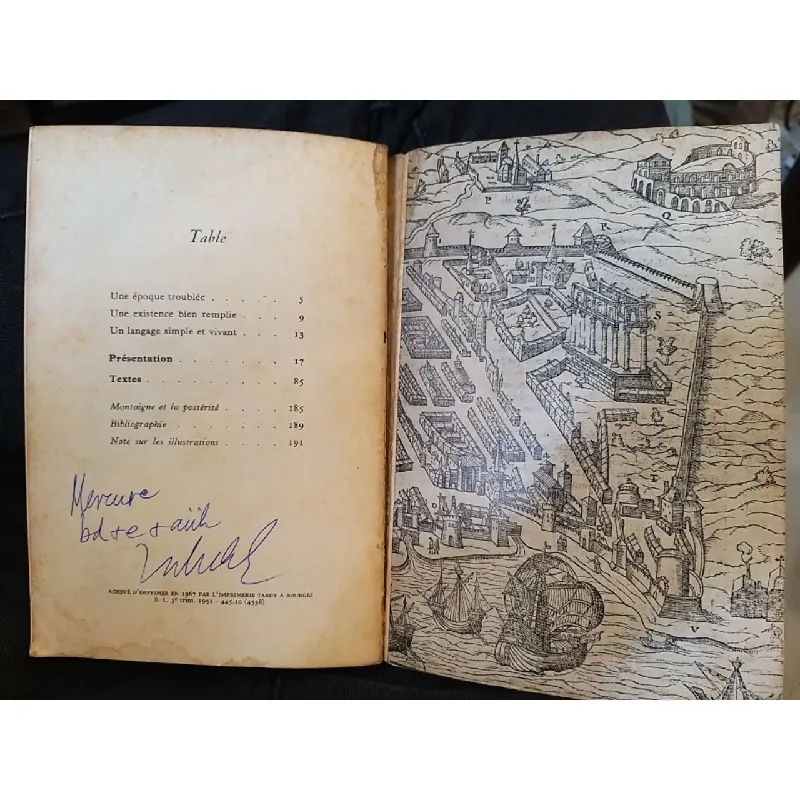 Table
Une époque troublée . . . . . 5
Une existence bien remplie . . . 9
Un langage simple et vivant . . . 13
Présentation . . . . . . . . 17
Textes . . . . . . . . . . 85
Montaigne et la postérité . . . . 185
Bibliographie . . . . . . . . 189
Note sur les illustrations . . . . 191
Mercure
ACHEVÉ D'IMPRIMER EN 1967 PAR L'IMPRIMERIE TARDY A BOURGES
D. L. 3e trim. 1951 - 445.10 (4538)
P
Q
R
S
T
V